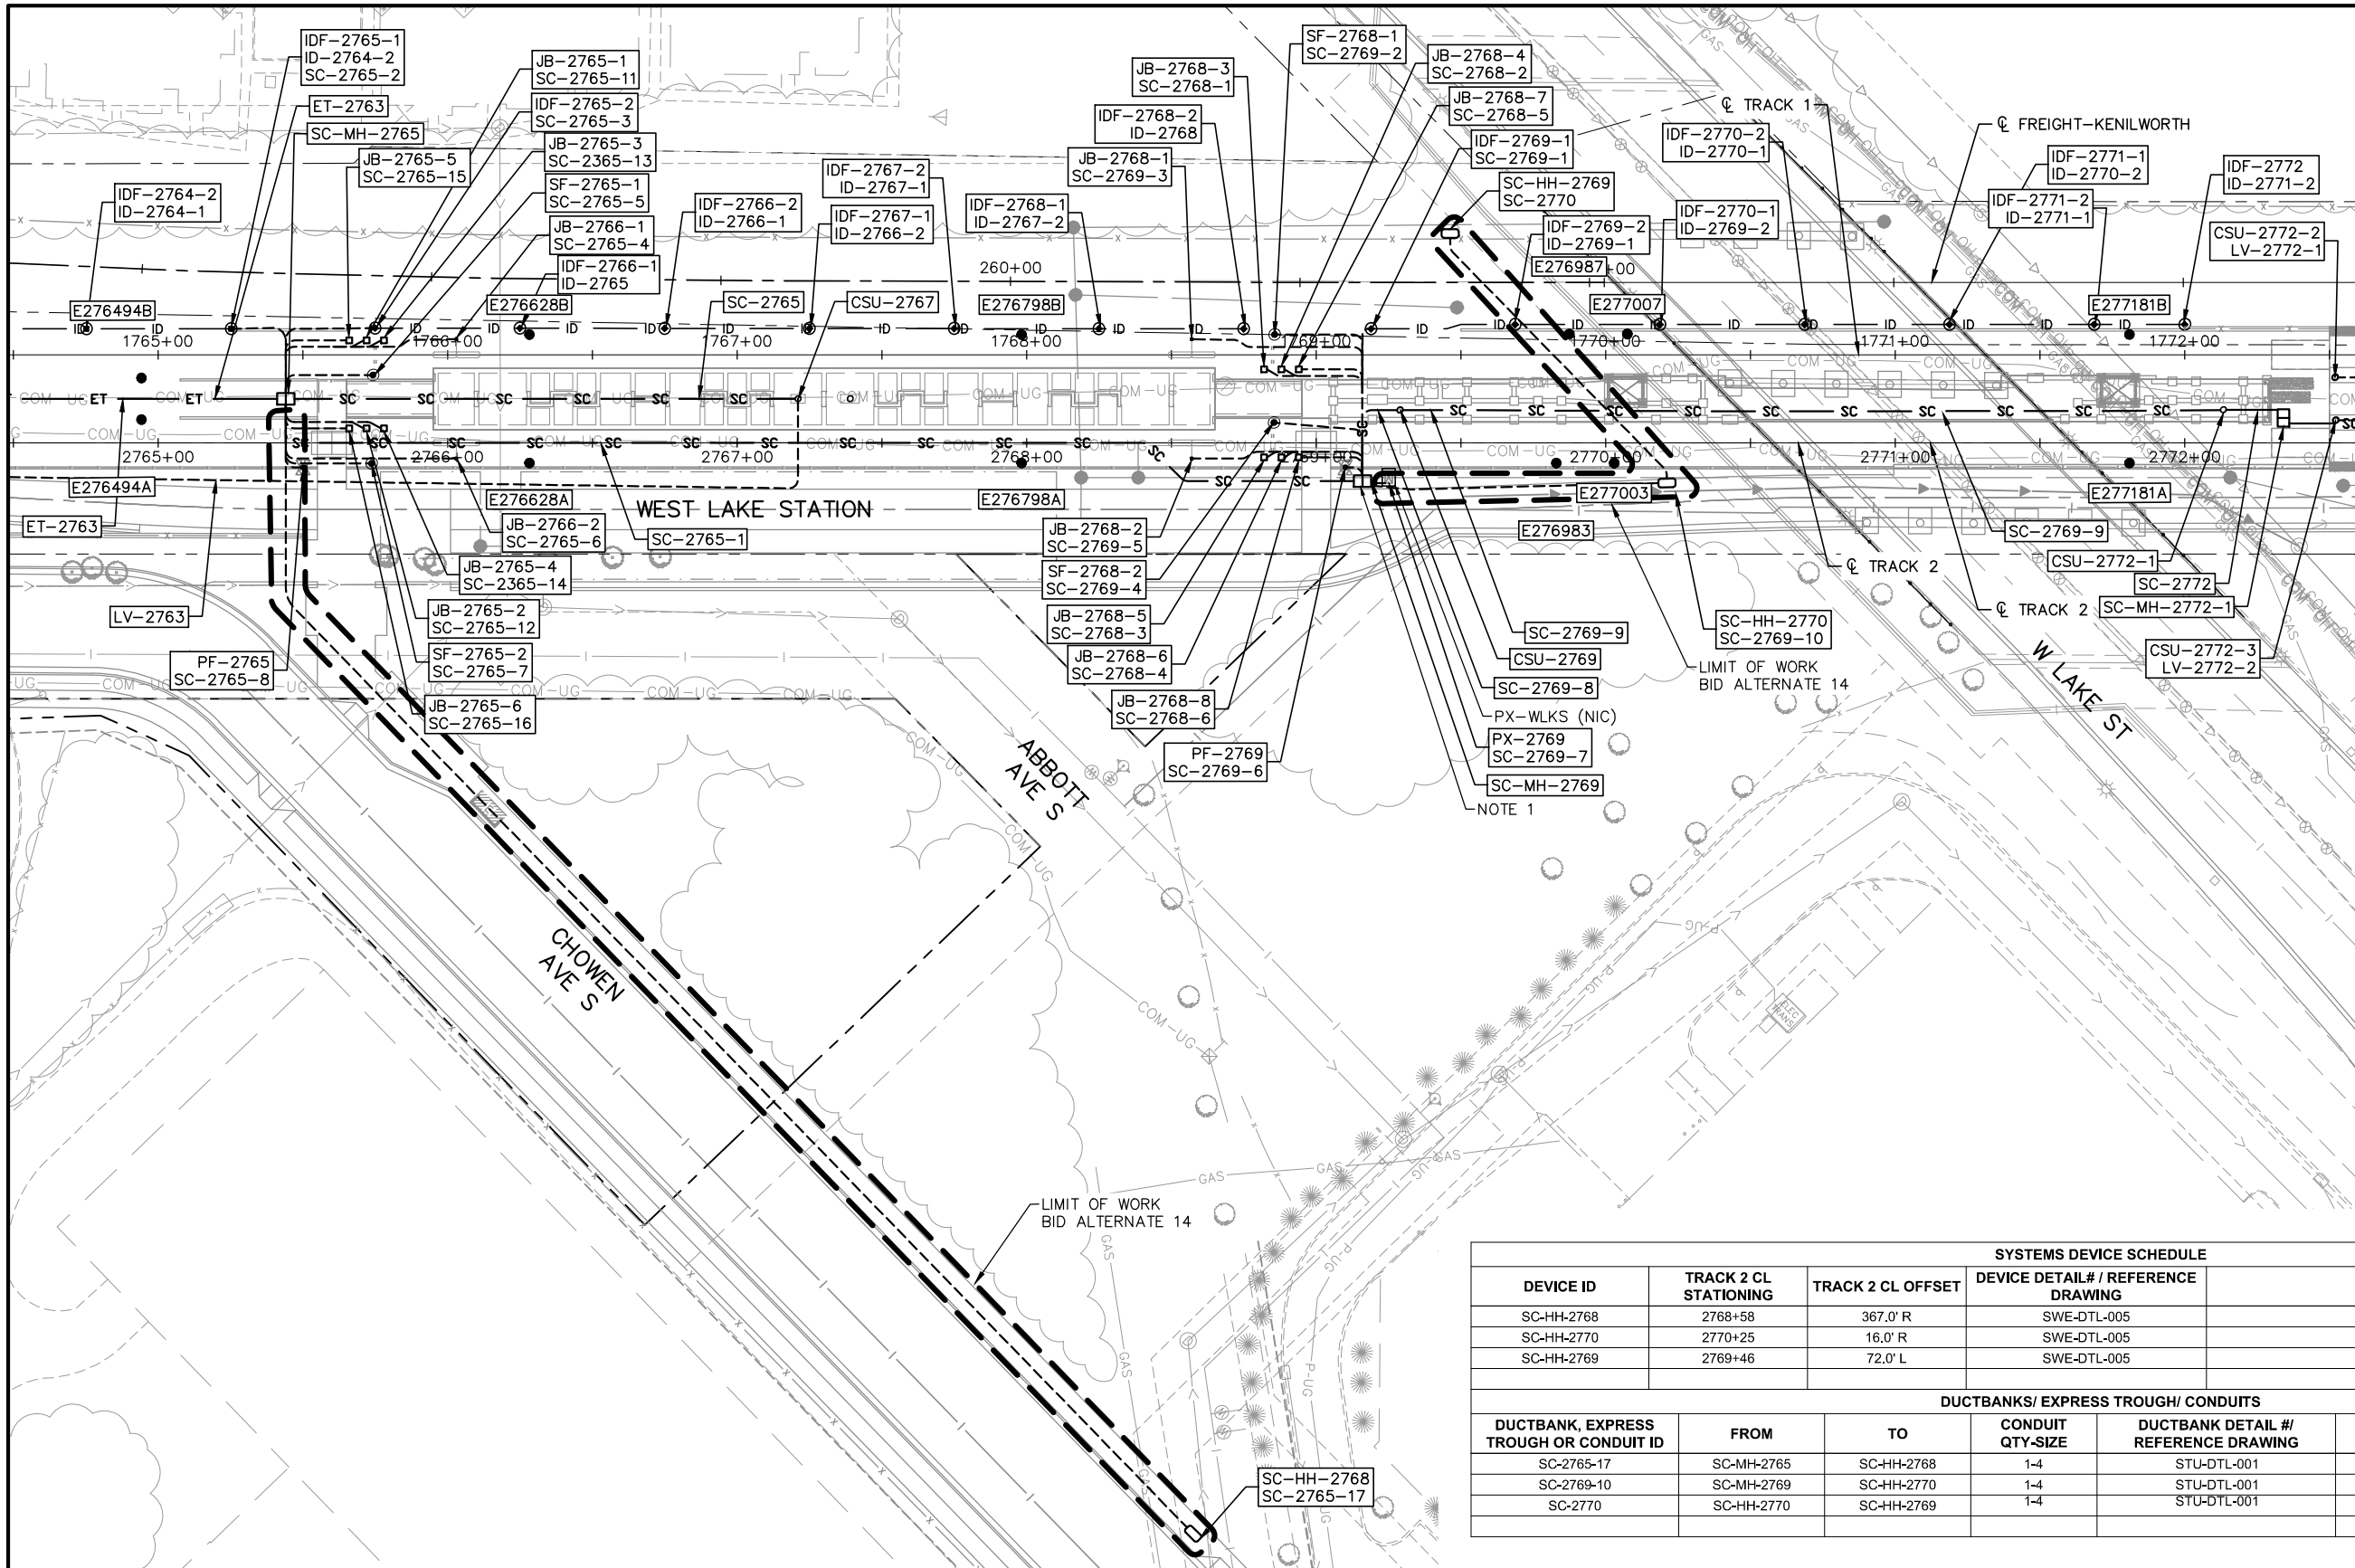 IDF-2765-1
ID-2764-2
SC-2765-2
ET-2763
SC-MH-2765
JB-2765-5
SC-2765-15
IDF-2764-2
ID-2764-1
JB-2765-1
SC-2765-11
IDF-2765-2
SC-2765-3
JB-2765-3
SC-2365-13
SF-2765-1
SC-2765-5
JB-2766-1
SC-2765-4
IDF-2766-1
ID-2765
IDF-2766-2
ID-2766-1
IDF-2767-2
ID-2767-1
IDF-2767-1
ID-2766-2
SC-2765
CSU-2767
IDF-2768-1
ID-2767-2
JB-2768-3
SC-2768-1
IDF-2768-2
ID-2768
JB-2768-1
SC-2769-3
SF-2768-1
SC-2769-2
JB-2768-4
SC-2768-2
JB-2768-7
SC-2768-5
IDF-2769-1
SC-2769-1
SC-HH-2769
SC-2770
IDF-2769-2
ID-2769-1
IDF-2770-1
ID-2769-2
IDF-2770-2
ID-2770-1
℄ TRACK 1
℄ FREIGHT-KENILWORTH
IDF-2771-1
ID-2770-2
IDF-2771-2
ID-2771-1
IDF-2772
ID-2771-2
CSU-2772-2
LV-2772-1
E276494B
E276628B
E276798B
E276987
E277007
E277181B
260+00
+00
1765+00
1766+00
1767+00
1768+00
1769+00
1770+00
1771+00
1772+00
2765+00
2766+00
2767+00
2768+00
2769+00
2770+00
2771+00
2772+00
E276494A
E276628A
E276798A
E277003
E276983
E277181A
WEST LAKE STATION
ET-2763
LV-2763
PF-2765
SC-2765-8
JB-2766-2
SC-2765-6
SC-2765-1
JB-2765-4
SC-2365-14
JB-2765-2
SC-2765-12
SF-2765-2
SC-2765-7
JB-2765-6
SC-2765-16
JB-2768-2
SC-2769-5
SF-2768-2
SC-2769-4
JB-2768-5
SC-2768-3
JB-2768-6
SC-2768-4
JB-2768-8
SC-2768-6
PF-2769
SC-2769-6
SC-2769-9
CSU-2769
SC-2769-8
PX-WLKS (NIC)
PX-2769
SC-2769-7
SC-MH-2769
NOTE 1
SC-HH-2770
SC-2769-10
LIMIT OF WORK
BID ALTERNATE 14
℄ TRACK 2
℄ TRACK 2
SC-2769-9
CSU-2772-1
SC-2772
SC-MH-2772-1
CSU-2772-3
LV-2772-2
W LAKE ST
ABBOTT
AVE S
CHOWEN
AVE S
ELEC
TRANS
LIMIT OF WORK
BID ALTERNATE 14
SC-HH-2768
SC-2765-17
SYSTEMS DEVICE SCHEDULE
DEVICE ID TRACK 2 CL STATIONING TRACK 2 CL OFFSET DEVICE DETAIL# / REFERENCE DRAWING
SC-HH-2768 2768+58 367.0' R SWE-DTL-005
SC-HH-2770 2770+25 16.0' R SWE-DTL-005
SC-HH-2769 2769+46 72.0' L SWE-DTL-005
DUCTBANKS/ EXPRESS TROUGH/ CONDUITS
DUCTBANK, EXPRESS TROUGH OR CONDUIT ID FROM TO CONDUIT QTY-SIZE DUCTBANK DETAIL #/ REFERENCE DRAWING
SC-2765-17 SC-MH-2765 SC-HH-2768 1-4 STU-DTL-001
SC-2769-10 SC-MH-2769 SC-HH-2770 1-4 STU-DTL-001
SC-2770 SC-HH-2770 SC-HH-2769 1-4 STU-DTL-001